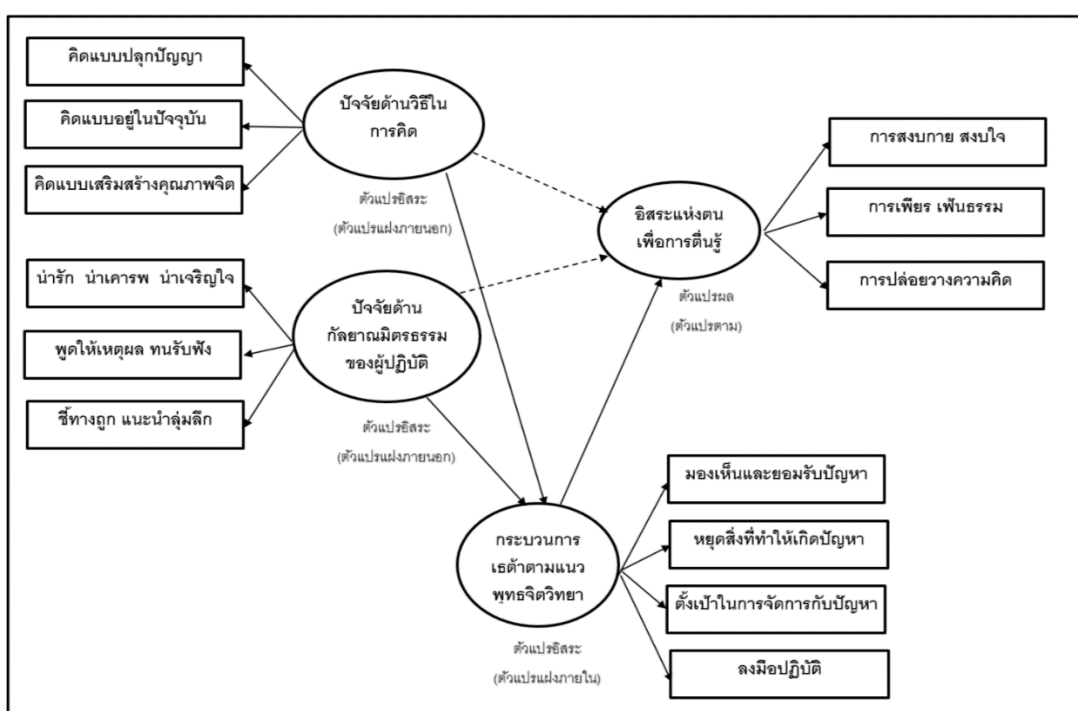 คิดแบบปลุกปัญญา
คิดแบบอยู่ในปัจจุบัน
คิดแบบเสริมสร้างคุณภาพจิต
ปัจจัยด้านวิธีใน
การคิด
ตัวแปรอิสระ
(ตัวแปรแฝงภายนอก)
น่ารัก น่าเคารพ น่าเจริญใจ
พูดให้เหตุผล ทนรับฟัง
ชี้ทางถูก แนะนำลุ่มลึก
ปัจจัยด้าน
กัลยาณมิตรธรรม
ของผู้ปฏิบัติ
ตัวแปรอิสระ
(ตัวแปรแฝงภายนอก)
อิสระแห่งตน
เพื่อการตื่นรู้
ตัวแปรผล
(ตัวแปรตาม)
การสงบกาย สงบใจ
การเพียร เฟ้นธรรม
การปล่อยวางความคิด
กระบวนการ
เธต้าตามแนว
พุทธจิตวิทยา
ตัวแปรอิสระ
(ตัวแปรแฝงภายใน)
มองเห็นและยอมรับปัญหา
หยุดสิ่งที่ทำให้เกิดปัญหา
ตั้งเป้าในการจัดการกับปัญหา
ลงมือปฏิบัติ